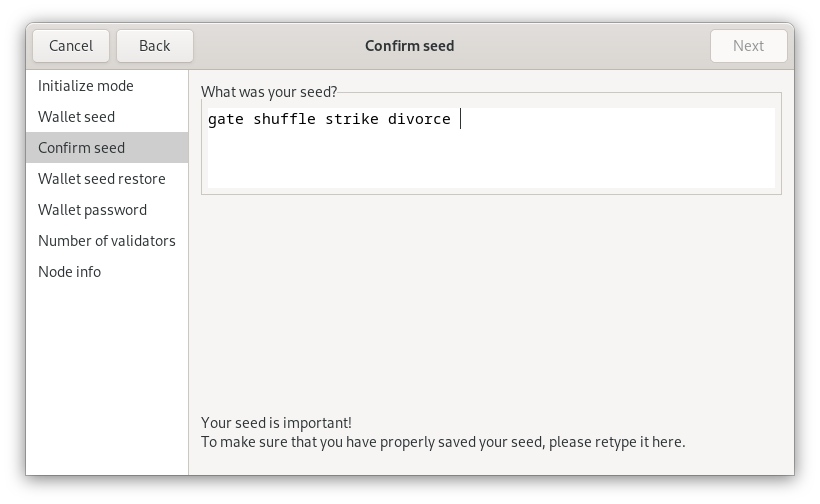 Cancel
Back
Confirm seed
Next
Initialize mode
Wallet seed
Confirm seed
Wallet seed restore
Wallet password
Number of validators
Node info
What was your seed?
gate shuffle strike divorce
Your seed is important!
To make sure that you have properly saved your seed, please retype it here.